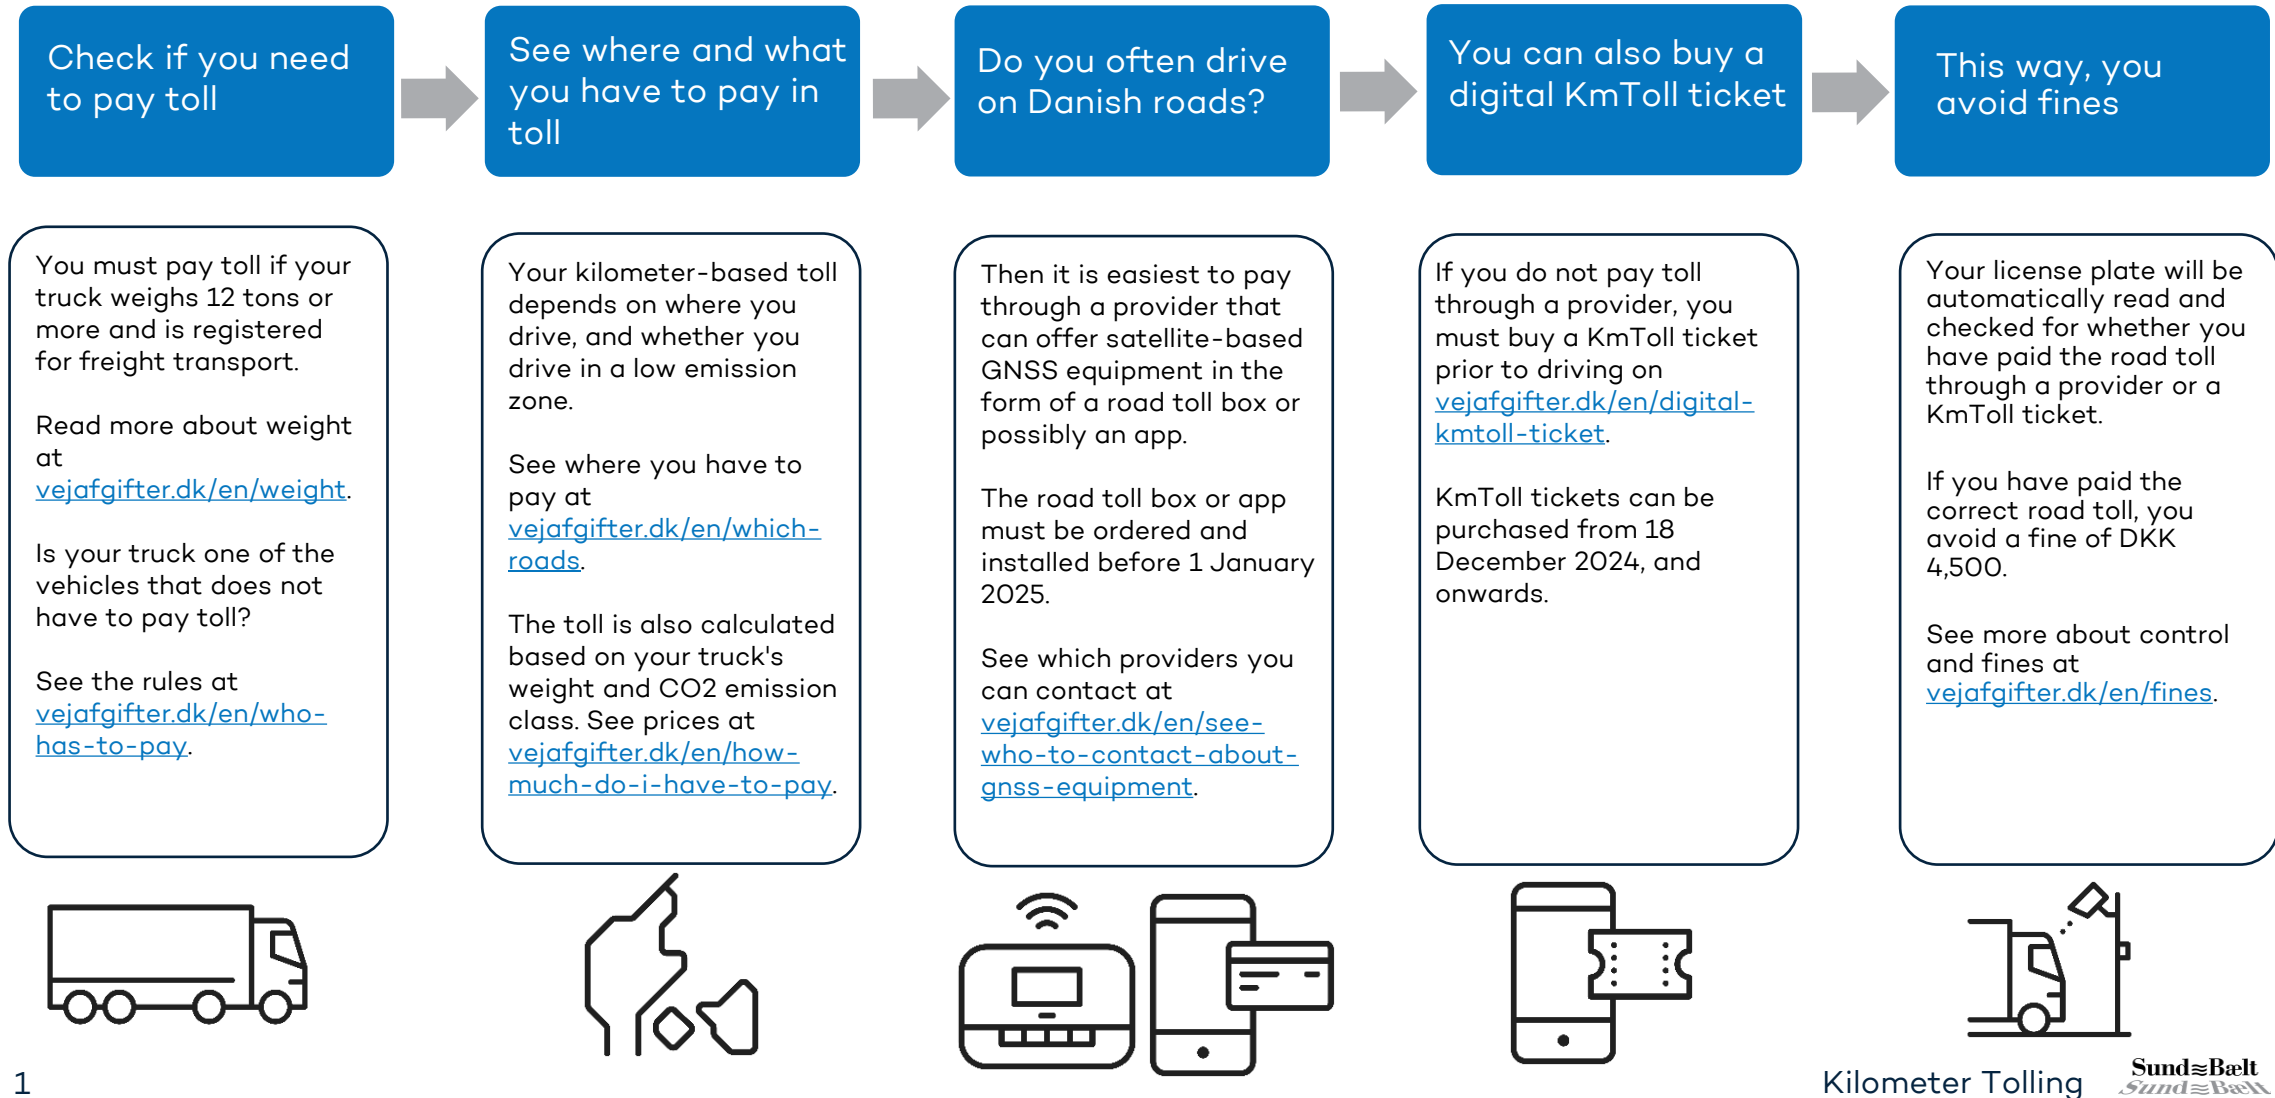 Check if you need
to pay toll
See where and what
you have to pay in
toll
Do you often drive
on Danish roads?
You can also buy a
digital KmToll ticket
This way, you
avoid fines
You must pay toll if your
truck weighs 12 tons or
more and is registered
for freight transport.
Read more about weight
at
vejafgifter.dk/en/weight.
Is your truck one of the
vehicles that does not
have to pay toll?
See the rules at
vejafgifter.dk/en/who-
has-to-pay.
Your kilometer-based toll
depends on where you
drive, and whether you
drive in a low emission
zone.
See where you have to
pay at
vejafgifter.dk/en/which-
roads.
The toll is also calculated
based on your truck's
weight and CO2 emission
class. See prices at
vejafgifter.dk/en/how-
much-do-i-have-to-pay.
Then it is easiest to pay
through a provider that
can offer satellite-based
GNSS equipment in the
form of a road toll box or
possibly an app.
The road toll box or app
must be ordered and
installed before 1 January
2025.
See which providers you
can contact at
vejafgifter.dk/en/see-
who-to-contact-about-
gnss-equipment.
If you do not pay toll
through a provider, you
must buy a KmToll ticket
prior to driving on
vejafgifter.dk/en/digital-
kmtoll-ticket.
KmToll tickets can be
purchased from 18
December 2024, and
onwards.
Your license plate will be
automatically read and
checked for whether you
have paid the road toll
through a provider or a
KmToll ticket.
If you have paid the
correct road toll, you
avoid a fine of DKK
4,500.
See more about control
and fines at
vejafgifter.dk/en/fines.
1
Kilometer Tolling
Sund≋Bælt
Sund≋Bælt